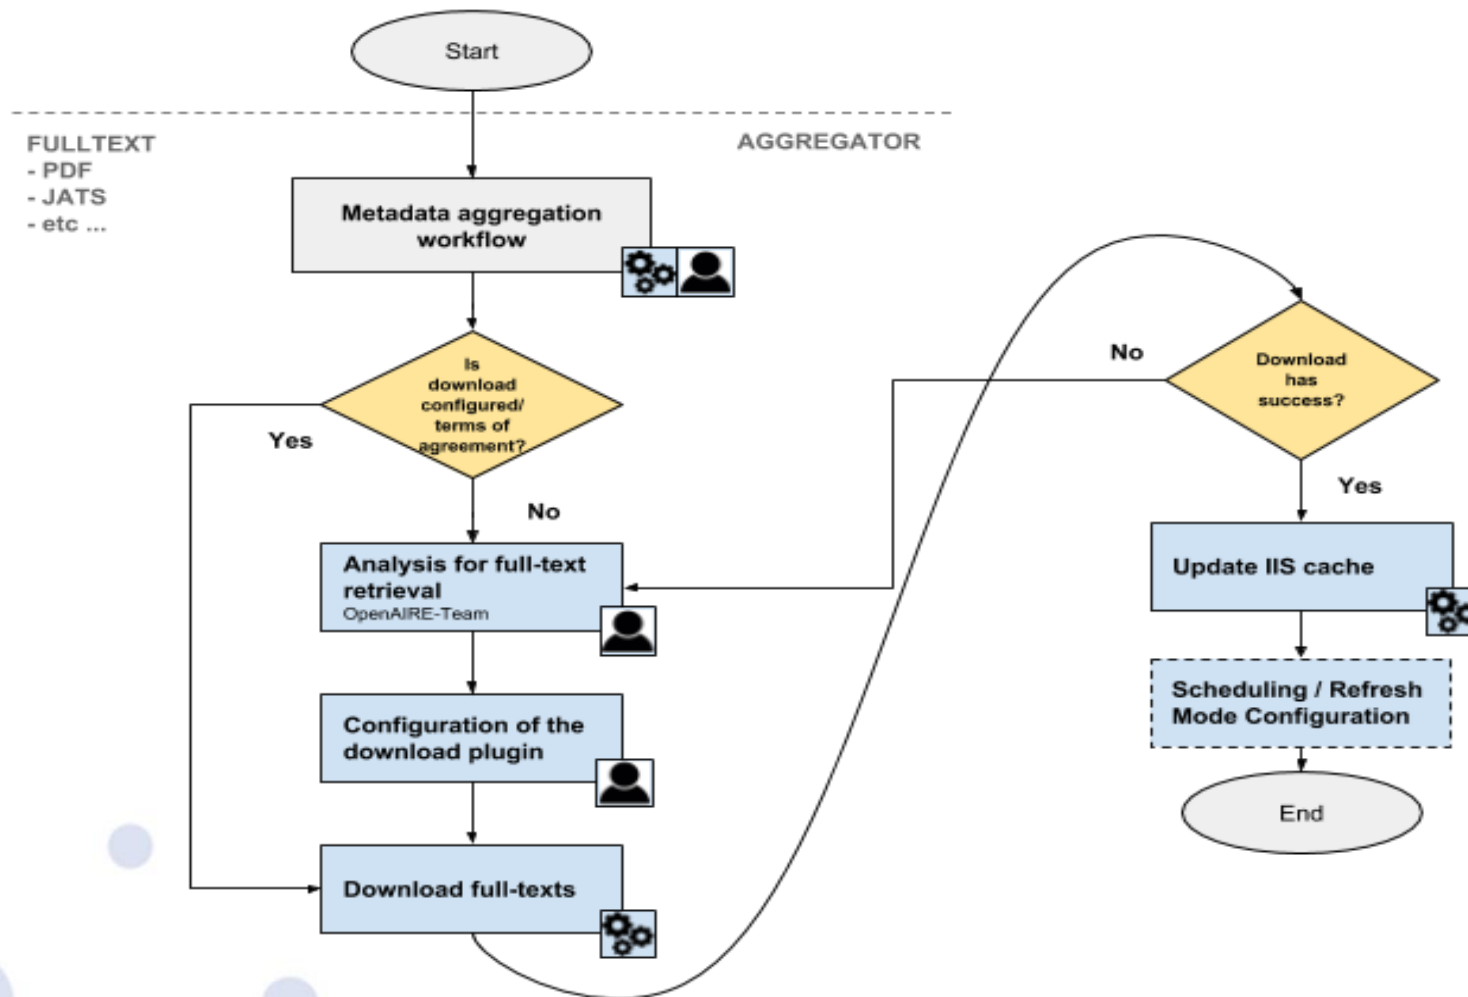 Start
FULLTEXT
- PDF
- JATS
- etc ...
AGGREGATOR
Metadata aggregation
workflow
Is
download
configured/
terms of
agreement?
Yes
No
Analysis for full-text
retrieval
OpenAIRE-Team
Configuration of the
download plugin
Download full-texts
Download
has
success?
No
Yes
Update IIS cache
Scheduling / Refresh
Mode Configuration
End